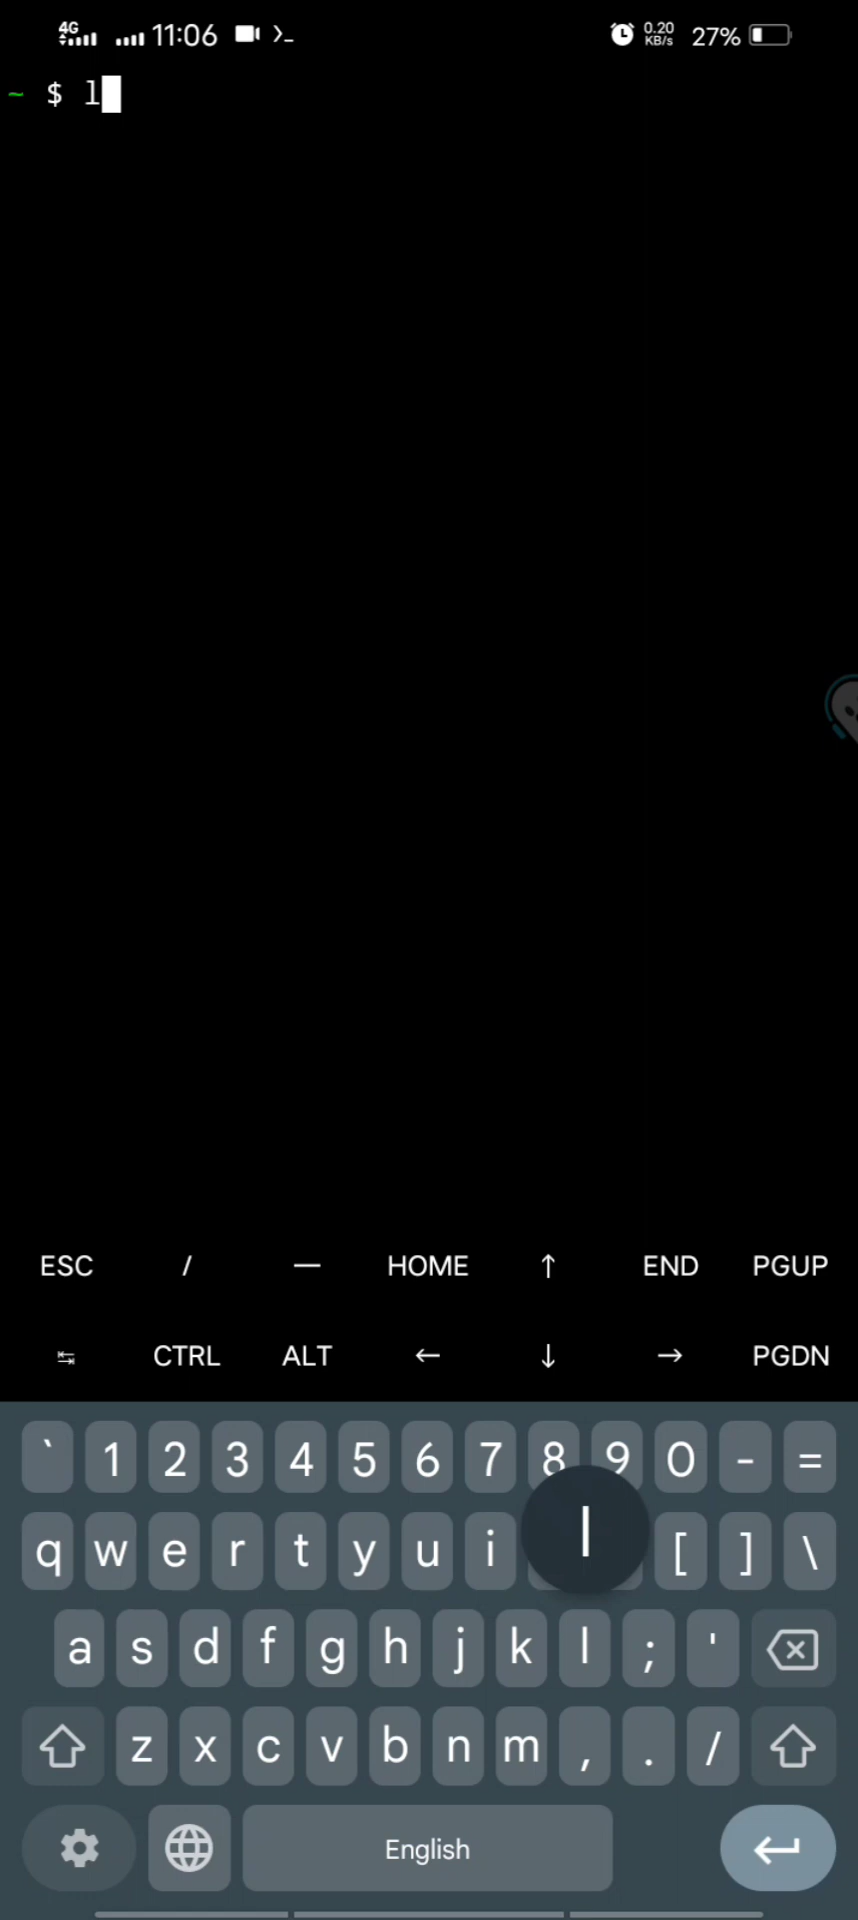 4G 11:06 >_ 0.20 KB/s 27%
~ $ l
ESC / — HOME ↑ END PGUP
↹ CTRL ALT ← ↓ → PGDN
` 1 2 3 4 5 6 7 8 9 0 - =
q w e r t y u i l [ ] \
a s d f g h j k l ; '
z x c v b n m , . /
English